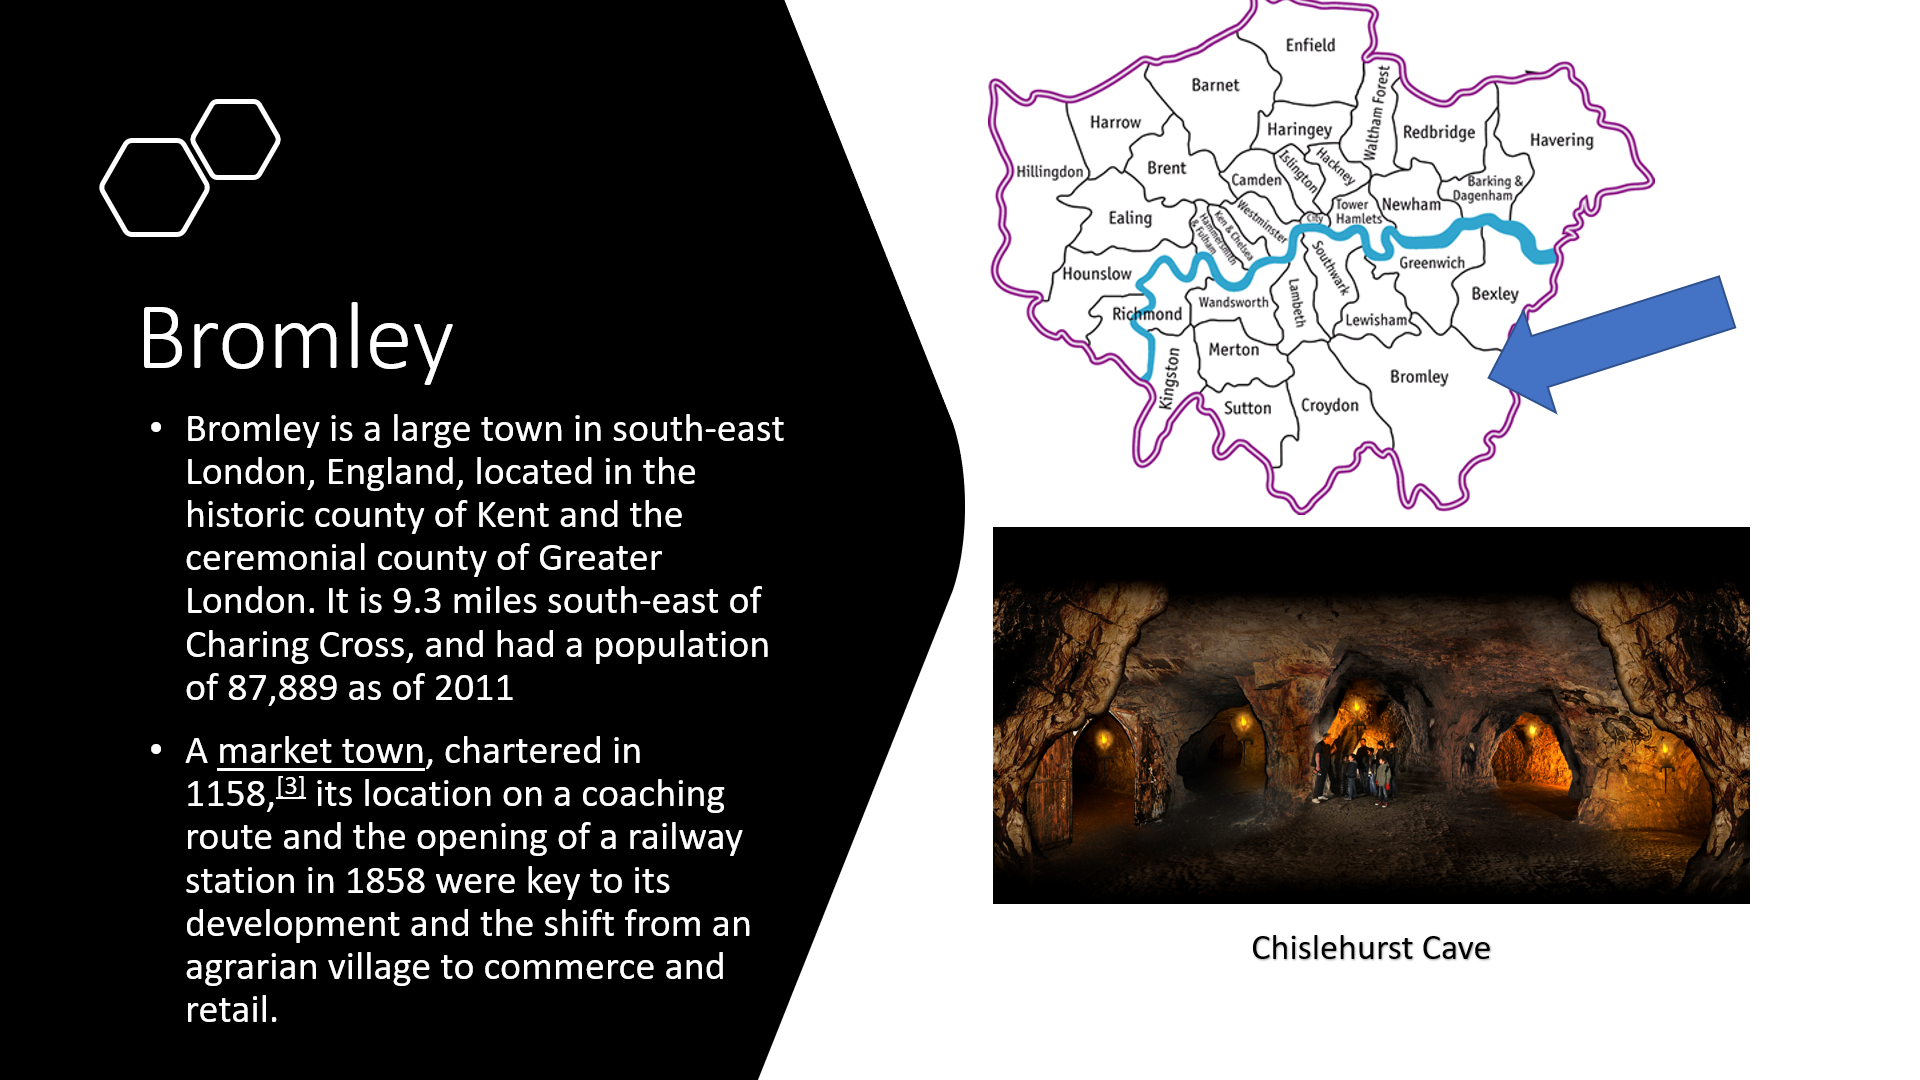 Bromley
• Bromley is a large town in south-east
London, England, located in the
historic county of Kent and the
ceremonial county of Greater
London. It is 9.3 miles south-east of
Charing Cross, and had a population
of 87,889 as of 2011
• A market town, chartered in
1158,[3] its location on a coaching
route and the opening of a railway
station in 1858 were key to its
development and the shift from an
agrarian village to commerce and
retail.
Enfield
Barnet
Harrow
Haringey
Waltham Forest
Redbridge
Havering
Hillingdon
Brent
Camden
Islington
Hackney
Barking &
Dagenham
Ealing
Hammersmith
& Fulham
Ken & Chelsea
Westminster
City
Tower
Hamlets
Newham
Hounslow
Richmond
Wandsworth
Lambeth
Southwark
Lewisham
Greenwich
Bexley
Kingston
Merton
Sutton
Croydon
Bromley
Chislehurst Cave